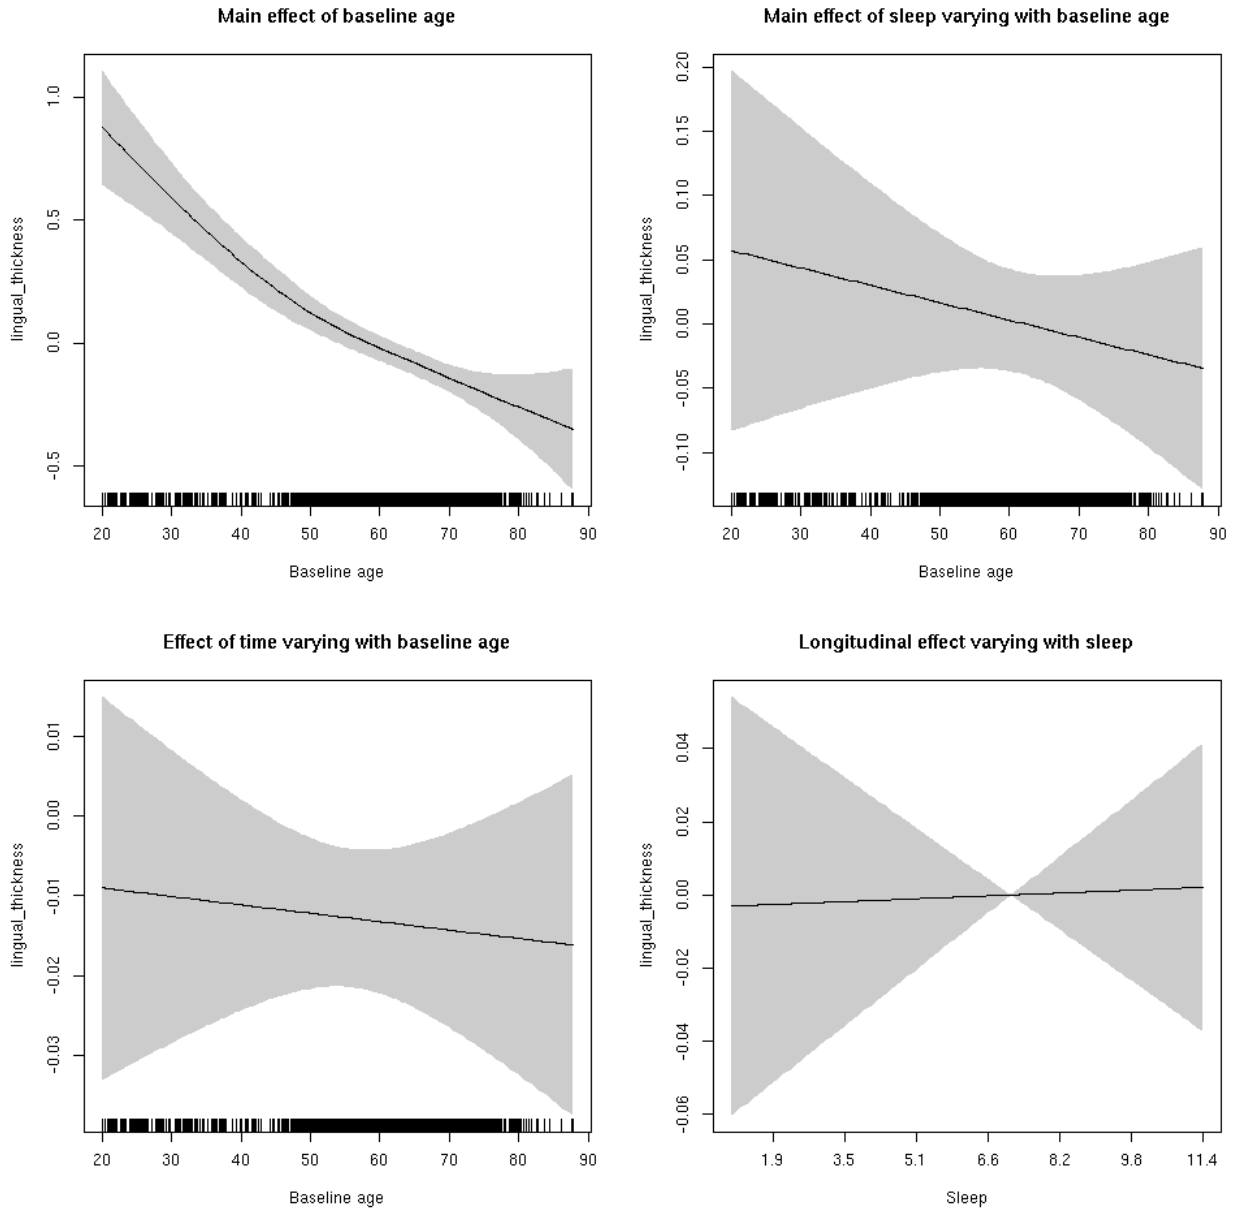 Main effect of baseline age
lingual_thickness
1.0
0.5
0.0
-0.5
20 30 40 50 60 70 80 90
Baseline age
Main effect of sleep varying with baseline age
lingual_thickness
0.20
0.15
0.10
0.05
0.00
-0.05
-0.10
20 30 40 50 60 70 80 90
Baseline age
Effect of time varying with baseline age
lingual_thickness
0.01
0.00
-0.01
-0.02
-0.03
20 30 40 50 60 70 80 90
Baseline age
Longitudinal effect varying with sleep
lingual_thickness
0.04
0.02
0.00
-0.02
-0.04
-0.06
1.9 3.5 5.1 6.6 8.2 9.8 11.4
Sleep